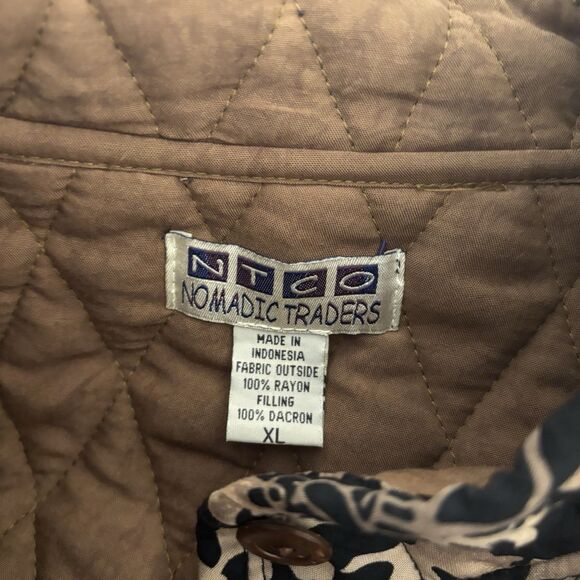 NTCO
NOMADIC TRADERS
MADE IN
INDONESIA
FABRIC OUTSIDE
100% RAYON
FILLING
100% DACRON
XL